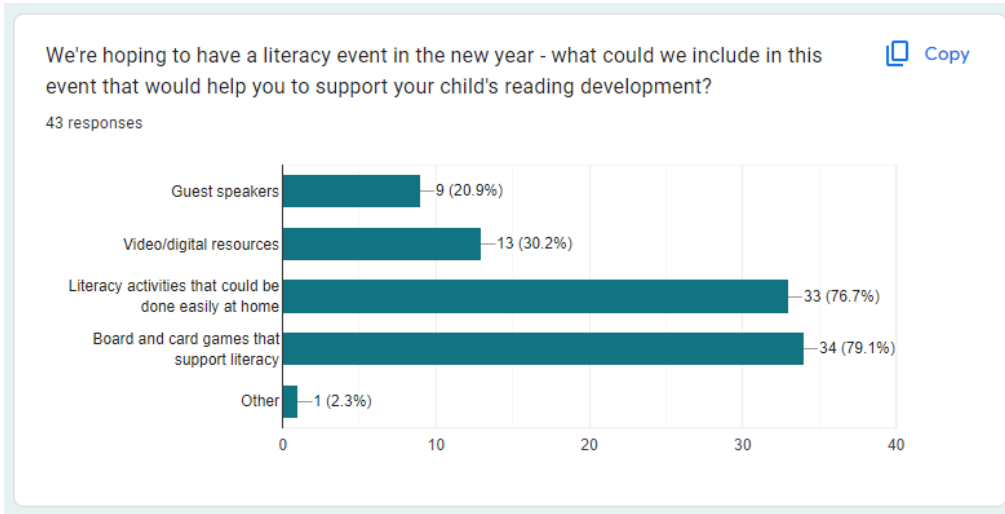 We're hoping to have a literacy event in the new year - what could we include in this
Copy
event that would help you to support your child's reading development?
43 responses
Guest speakers
9 (20.9%)
Video/digital resources
13 (30.2%)
Literacy activities that could be
done easily at home
33 (76.7%)
Board and card games that
support literacy
34 (79.1%)
Other
1 (2.3%)
0
10
20
30
40